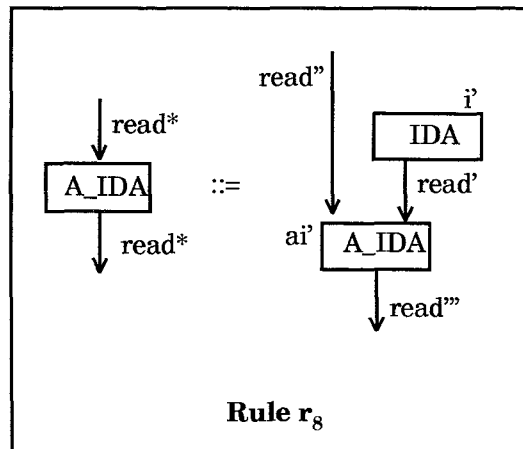 read”
i’
IDA
read*
A_IDA
::=
read’
read*
ai’
A_IDA
read”’
Rule r₈